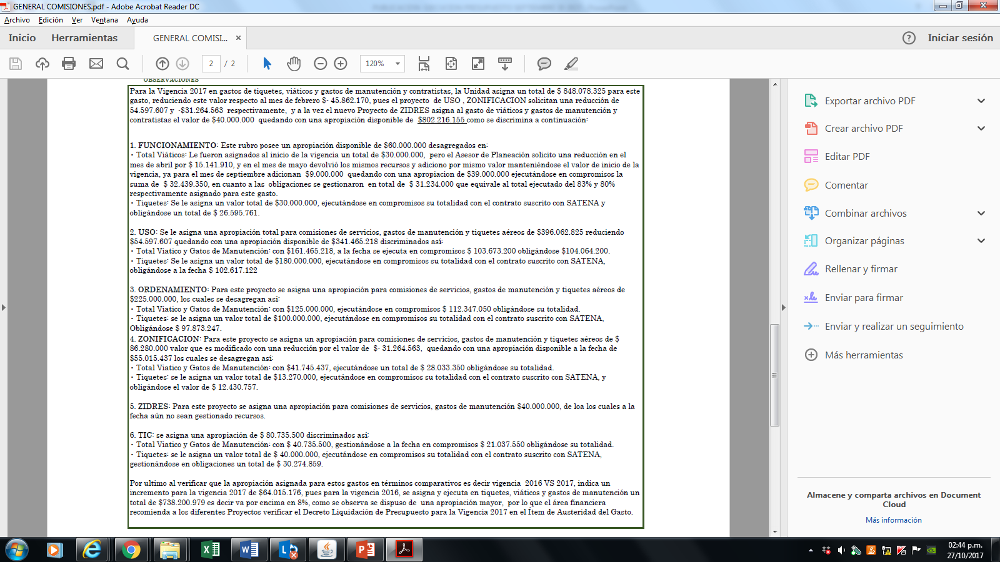 GENERAL COMISIONES.pdf - Adobe Acrobat Reader DC
Archivo Edición Ver Ventana Ayuda
Inicio Herramientas GENERAL COMISI... × Iniciar sesión
2 / 2 120%
OBSERVACIONES
Para la Vigencia 2017 en gastos de tiquetes, viáticos y gastos de manutención y contratistas, la Unidad asigna un total de $ 848.078.325 para este
gasto, reduciendo este valor respecto al mes de febrero $- 45.862.170, pues el proyecto de USO , ZONIFICACION solicitan una reducción de
54.597.607 y -$31.264.563 respectivamente, y a la vez el nuevo Proyecto de ZIDRES asigna al gasto de viáticos y gastos de manutención y
contratistas el valor de $40.000.000 quedando con una apropiación disponible de $802.216.155 como se discrimina a continuación:
1. FUNCIONAMIENTO: Este rubro posee un apropiación disponible de $60.000.000 desagregados en:
• Total Viáticos: Le fueron asignados al inicio de la vigencia un total de $30.000.000, pero el Asesor de Planeación solicito una reducción en el
mes de abril por $ 15.141.910, y en el mes de mayo devolvió los mismos recursos y adiciono por mismo valor manteniéndose el valor de inicio de la
vigencia, ya para el mes de septiembre adicionan $9.000.000 quedando con una apropiacion de $39.000.000 ejecutándose en compromisos la
suma de $ 32.439.350, en cuanto a las obligaciones se gestionaron en total de $ 31.234.000 que equivale al total ejecutado del 83% y 80%
respectivamente asignado para este gasto.
• Tiquetes: Se le asigna un valor total de $30.000.000, ejecutándose en compromisos su totalidad con el contrato suscrito con SATENA y
obligándose un total de $ 26.595.761.
2. USO: Se le asigna una apropiación total para comisiones de servicios, gastos de manutención y tiquetes aéreos de $396.062.825 reduciendo
$54.597.607 quedando con una apropiación disponible de $341.465.218 discriminados así:
• Total Viatico y Gatos de Manutención: con $161.465.218, a la fecha se ejecuta en compromisos $ 103.673.200 obligándose $104.064.200.
• Tiquetes: Se le asigna un valor total de $180.000.000, ejecutándose en compromisos su totalidad con el contrato suscrito con SATENA,
obligándose a la fecha $ 102.617.122
3. ORDENAMIENTO: Para este proyecto se asigna una apropiación para comisiones de servicios, gastos de manutención y tiquetes aéreos de
$225.000.000, los cuales se desagregan así:
• Total Viatico y Gatos de Manutención: con $125.000.000, ejecutándose en compromisos $ 112.347.050 obligándose su totalidad.
• Tiquetes: se le asigna un valor total de $100.000.000, ejecutándose en compromisos su totalidad con el contrato suscrito con SATENA,
Obligándose $ 97.873.247.
4. ZONIFICACION: Para este proyecto se asigna un apropiación para comisiones de servicios, gastos de manutención y tiquetes aéreos de $
86.280.000 valor que es modificado con una reducción por el valor de $- 31.264.563, quedando con una apropiación disponible a la fecha de
$55.015.437 los cuales se desagregan así:
• Total Viatico y Gatos de Manutención: con $41.745.437, ejecutándose un total de $ 28.033.350 obligándose su totalidad.
• Tiquetes: se le asigna un valor total de $13.270.000, ejecutándose en compromisos su totalidad con el contrato suscrito con SATENA, y
obligándose el valor de $ 12.430.757.
5. ZIDRES: Para este proyecto se asigna una apropiación para comisiones de servicios, gastos de manutención $40.000.000, de loa los cuales a la
fecha aún no sean gestionado recursos.
6. TIC: se asigna una apropiación de $ 80.735.500 discriminados así:
• Total Viatico y Gatos de Manutención: con $ 40.735.500, gestionándose a la fecha en compromisos $ 21.037.550 obligándose su totalidad.
• Tiquetes: se le asigna un valor total de $ 40.000.000, ejecutándose en compromisos su totalidad con el contrato suscrito con SATENA,
gestionándose en obligaciones un total de $ 30.274.859.
Por ultimo al verificar que la apropiación asignada para estos gastos en términos comparativos es decir vigencia 2016 VS 2017, indica un
incremento para la vigencia 2017 de $64.015.176, pues para la vigencia 2016, se asigna y ejecuta en tiquetes, viáticos y gastos de manutención un
total de $738.200.979 es decir va por encima en 8%, como se observa se dispuso de una apropiación mayor, por lo que el área financiera
recomienda a los diferentes Proyectos verificar el Decreto Liquidación de Presupuesto para la Vigencia 2017 en el Ítem de Austeridad del Gasto.
Exportar archivo PDF
Crear archivo PDF
Editar PDF
Comentar
Combinar archivos
Organizar páginas
Rellenar y firmar
Enviar para firmar
Enviar y realizar un seguimiento
Más herramientas
Almacene y comparta archivos en Document
Cloud
Más información
02:44 p.m.
27/10/2017